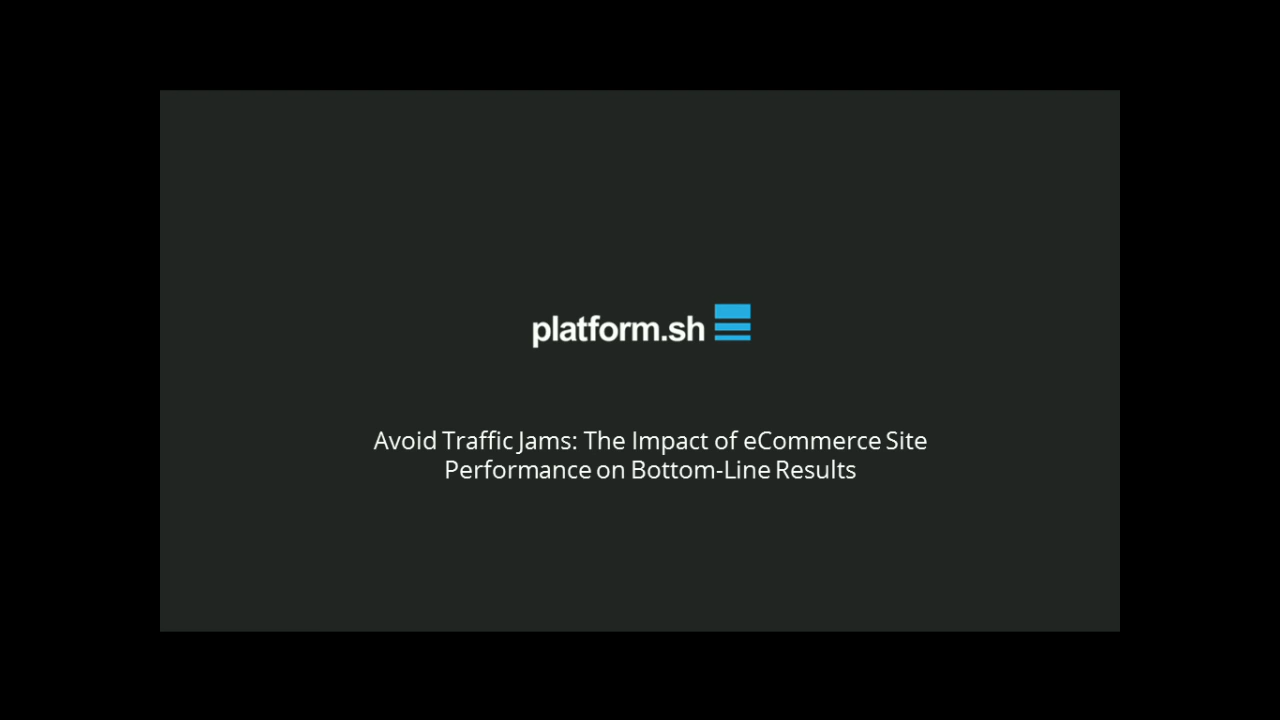 platform.sh
Avoid Traffic Jams: The Impact of eCommerce Site
Performance on Bottom-Line Results